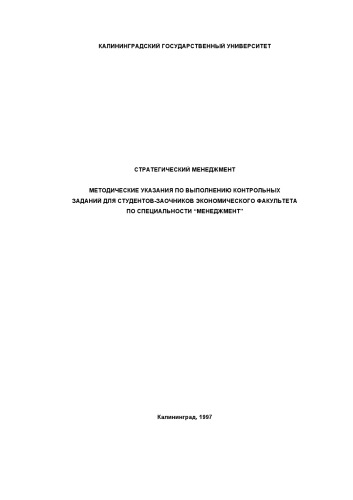 КАЛИНИНГРАДСКИЙ ГОСУДАРСТВЕННЫЙ УНИВЕРСИТЕТ
СТРАТЕГИЧЕСКИЙ МЕНЕДЖМЕНТ
МЕТОДИЧЕСКИЕ УКАЗАНИЯ ПО ВЫПОЛНЕНИЮ КОНТРОЛЬНЫХ
ЗАДАНИЙ ДЛЯ СТУДЕНТОВ-ЗАОЧНИКОВ ЭКОНОМИЧЕСКОГО ФАКУЛЬТЕТА
ПО СПЕЦИАЛЬНОСТИ “МЕНЕДЖМЕНТ”
Калининград, 1997